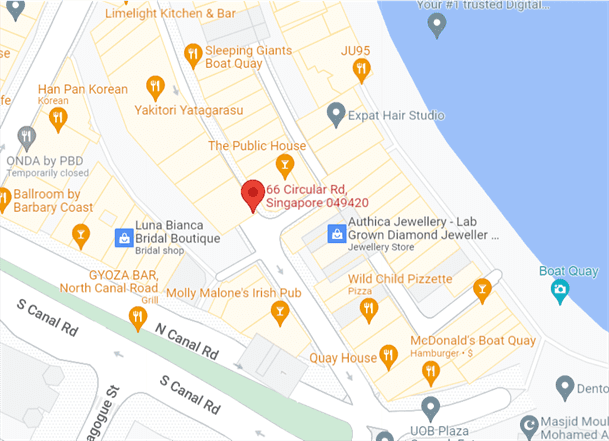 Your #1 trusted Digital...
Limelight Kitchen & Bar
Sleeping Giants
Boat Quay
JU95
Han Pan Korean
Korean
Yakitori Yatagarasu
Expat Hair Studio
ONDA by PBD
Temporarily closed
The Public House
66 Circular Rd,
Singapore 049420
Ballroom by
Barbary Coast
Luna Bianca
Bridal Boutique
Bridal shop
Authica Jewellery - Lab
Grown Diamond Jeweller ...
Jewellery Store
GYOZA BAR,
North Canal Road
Grill
Molly Malone's Irish Pub
Wild Child Pizzette
Pizza
Boat Quay
S Canal Rd
N Canal Rd
McDonald's Boat Quay
Hamburger • $
Quay House
S Canal Rd
agogue St
Dento
UOB Plaza
Masjid Moul
Mohamed A